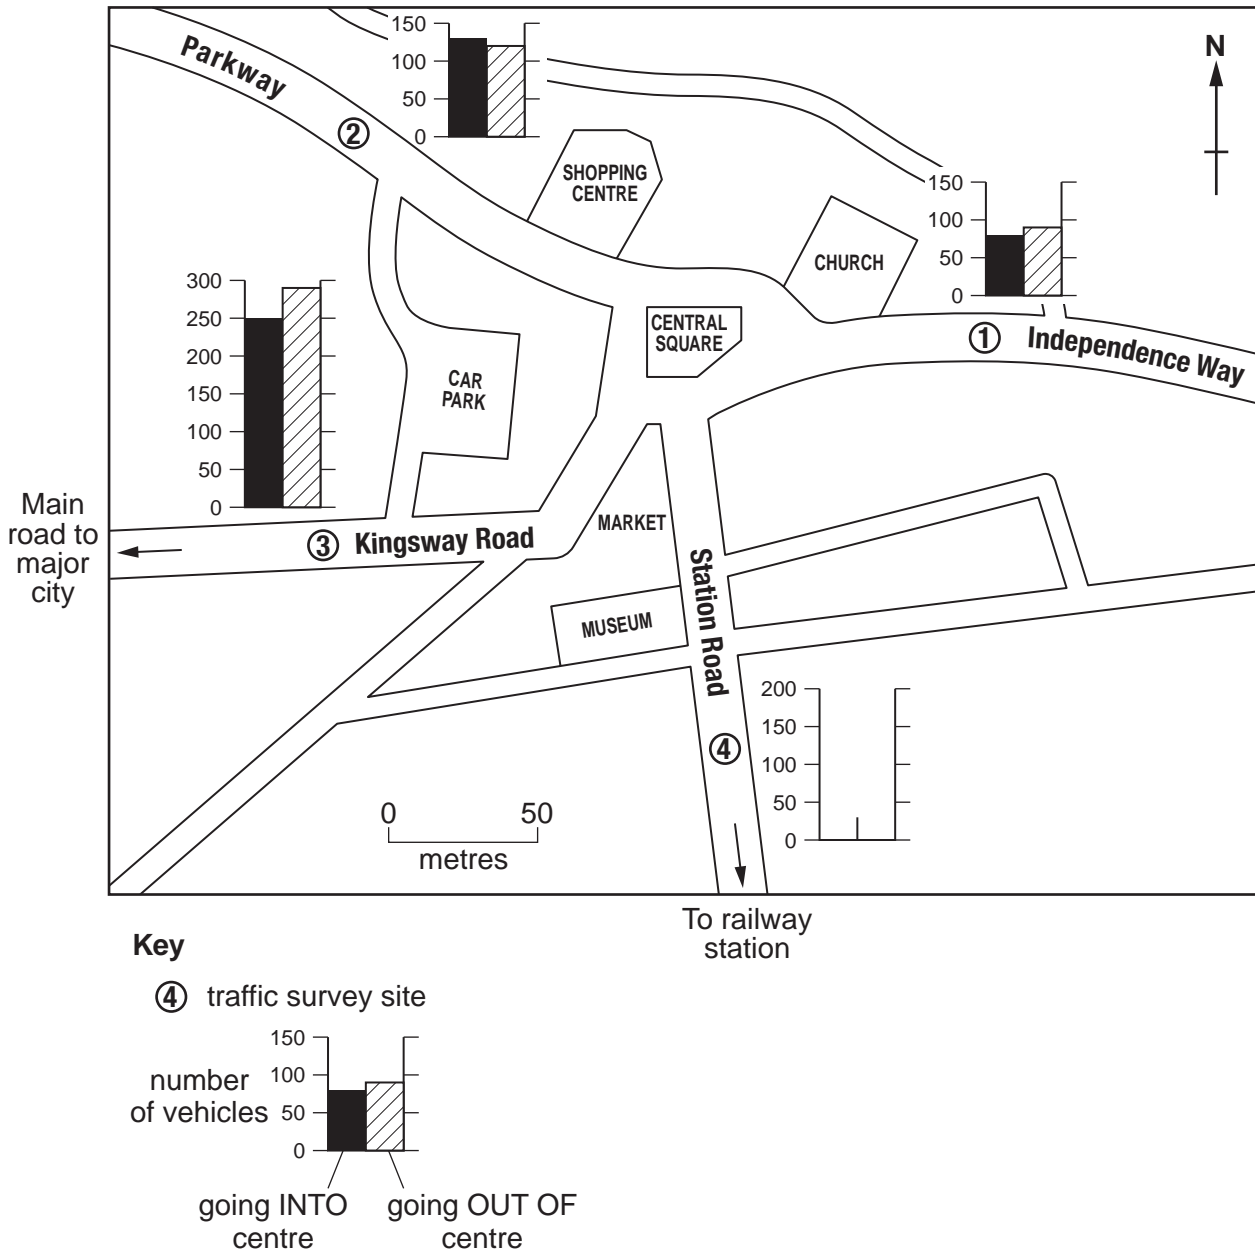 150
100
50
0
Parkway
2
N
SHOPPING
CENTRE
150
100
50
0
CHURCH
300
250
200
150
100
50
0
CENTRAL
SQUARE
1 Independence Way
CAR
PARK
Main
road to
major
city
3 Kingsway Road
MARKET
Station Road
MUSEUM
200
150
100
50
0
4
0 50
metres
To railway
station
Key
4 traffic survey site
150
100
50
0
number
of vehicles
going INTO
centre
going OUT OF
centre